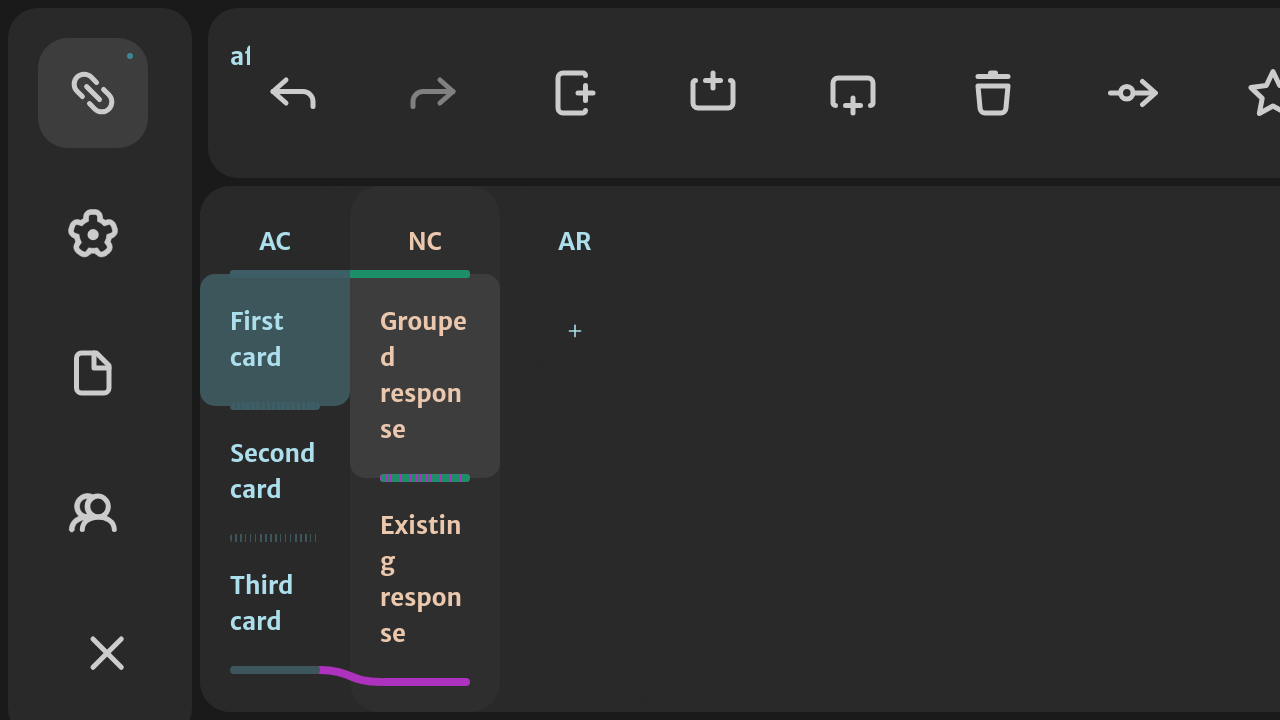 AC
NC
AR
First
card
Groupe
d
respon
se
Second
card
Existin
g
respon
se
Third
card